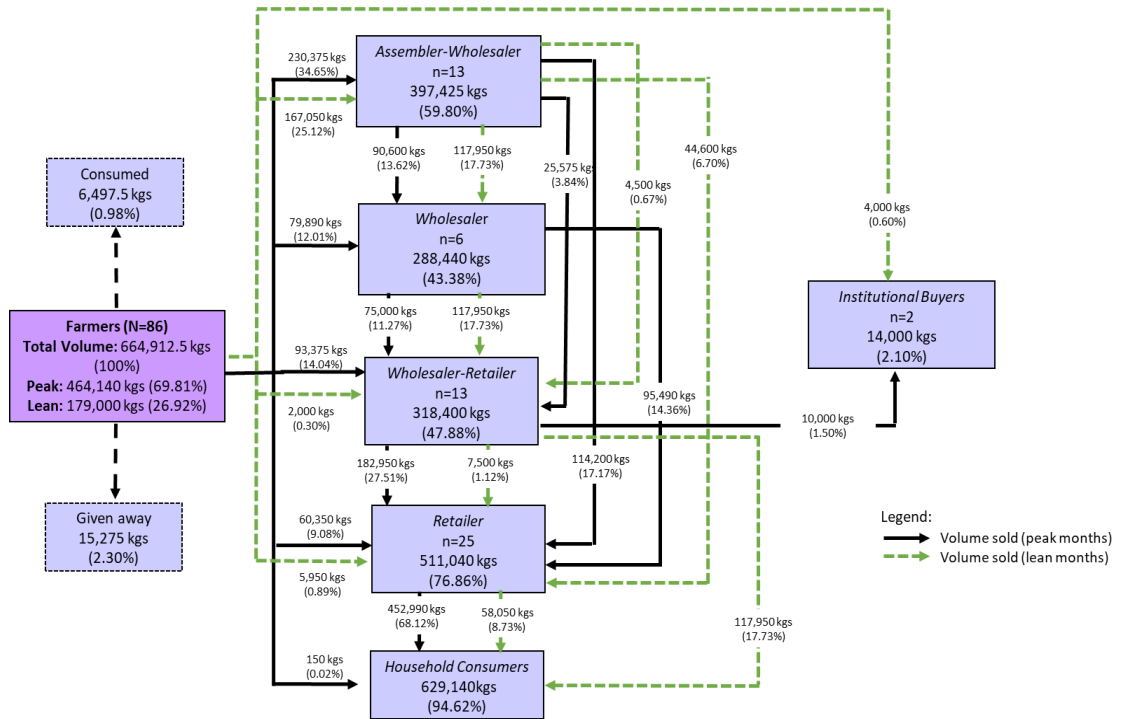 230,375 kgs
(34.65%)
Assembler-Wholesaler
n=13
397,425 kgs
(59.80%)
167,050 kgs
(25.12%)
90,600 kgs
(13.62%)
117,950 kgs
(17.73%)
25,575 kgs
(3.84%)
4,500 kgs
(0.67%)
44,600 kgs
(6.70%)
4,000 kgs
(0.60%)
Consumed
6,497.5 kgs
(0.98%)
79,890 kgs
(12.01%)
Wholesaler
n=6
288,440 kgs
(43.38%)
Institutional Buyers
n=2
14,000 kgs
(2.10%)
75,000 kgs
(11.27%)
117,950 kgs
(17.73%)
Farmers (N=86)
Total Volume: 664,912.5 kgs
(100%)
Peak: 464,140 kgs (69.81%)
Lean: 179,000 kgs (26.92%)
93,375 kgs
(14.04%)
Wholesaler-Retailer
n=13
318,400 kgs
(47.88%)
2,000 kgs
(0.30%)
95,490 kgs
(14.36%)
10,000 kgs
(1.50%)
182,950 kgs
(27.51%)
7,500 kgs
(1.12%)
114,200 kgs
(17.17%)
Given away
15,275 kgs
(2.30%)
60,350 kgs
(9.08%)
Retailer
n=25
511,040 kgs
(76.86%)
5,950 kgs
(0.89%)
Legend:
Volume sold (peak months)
Volume sold (lean months)
452,990 kgs
(68.12%)
58,050 kgs
(8.73%)
117,950 kgs
(17.73%)
150 kgs
(0.02%)
Household Consumers
629,140kgs
(94.62%)